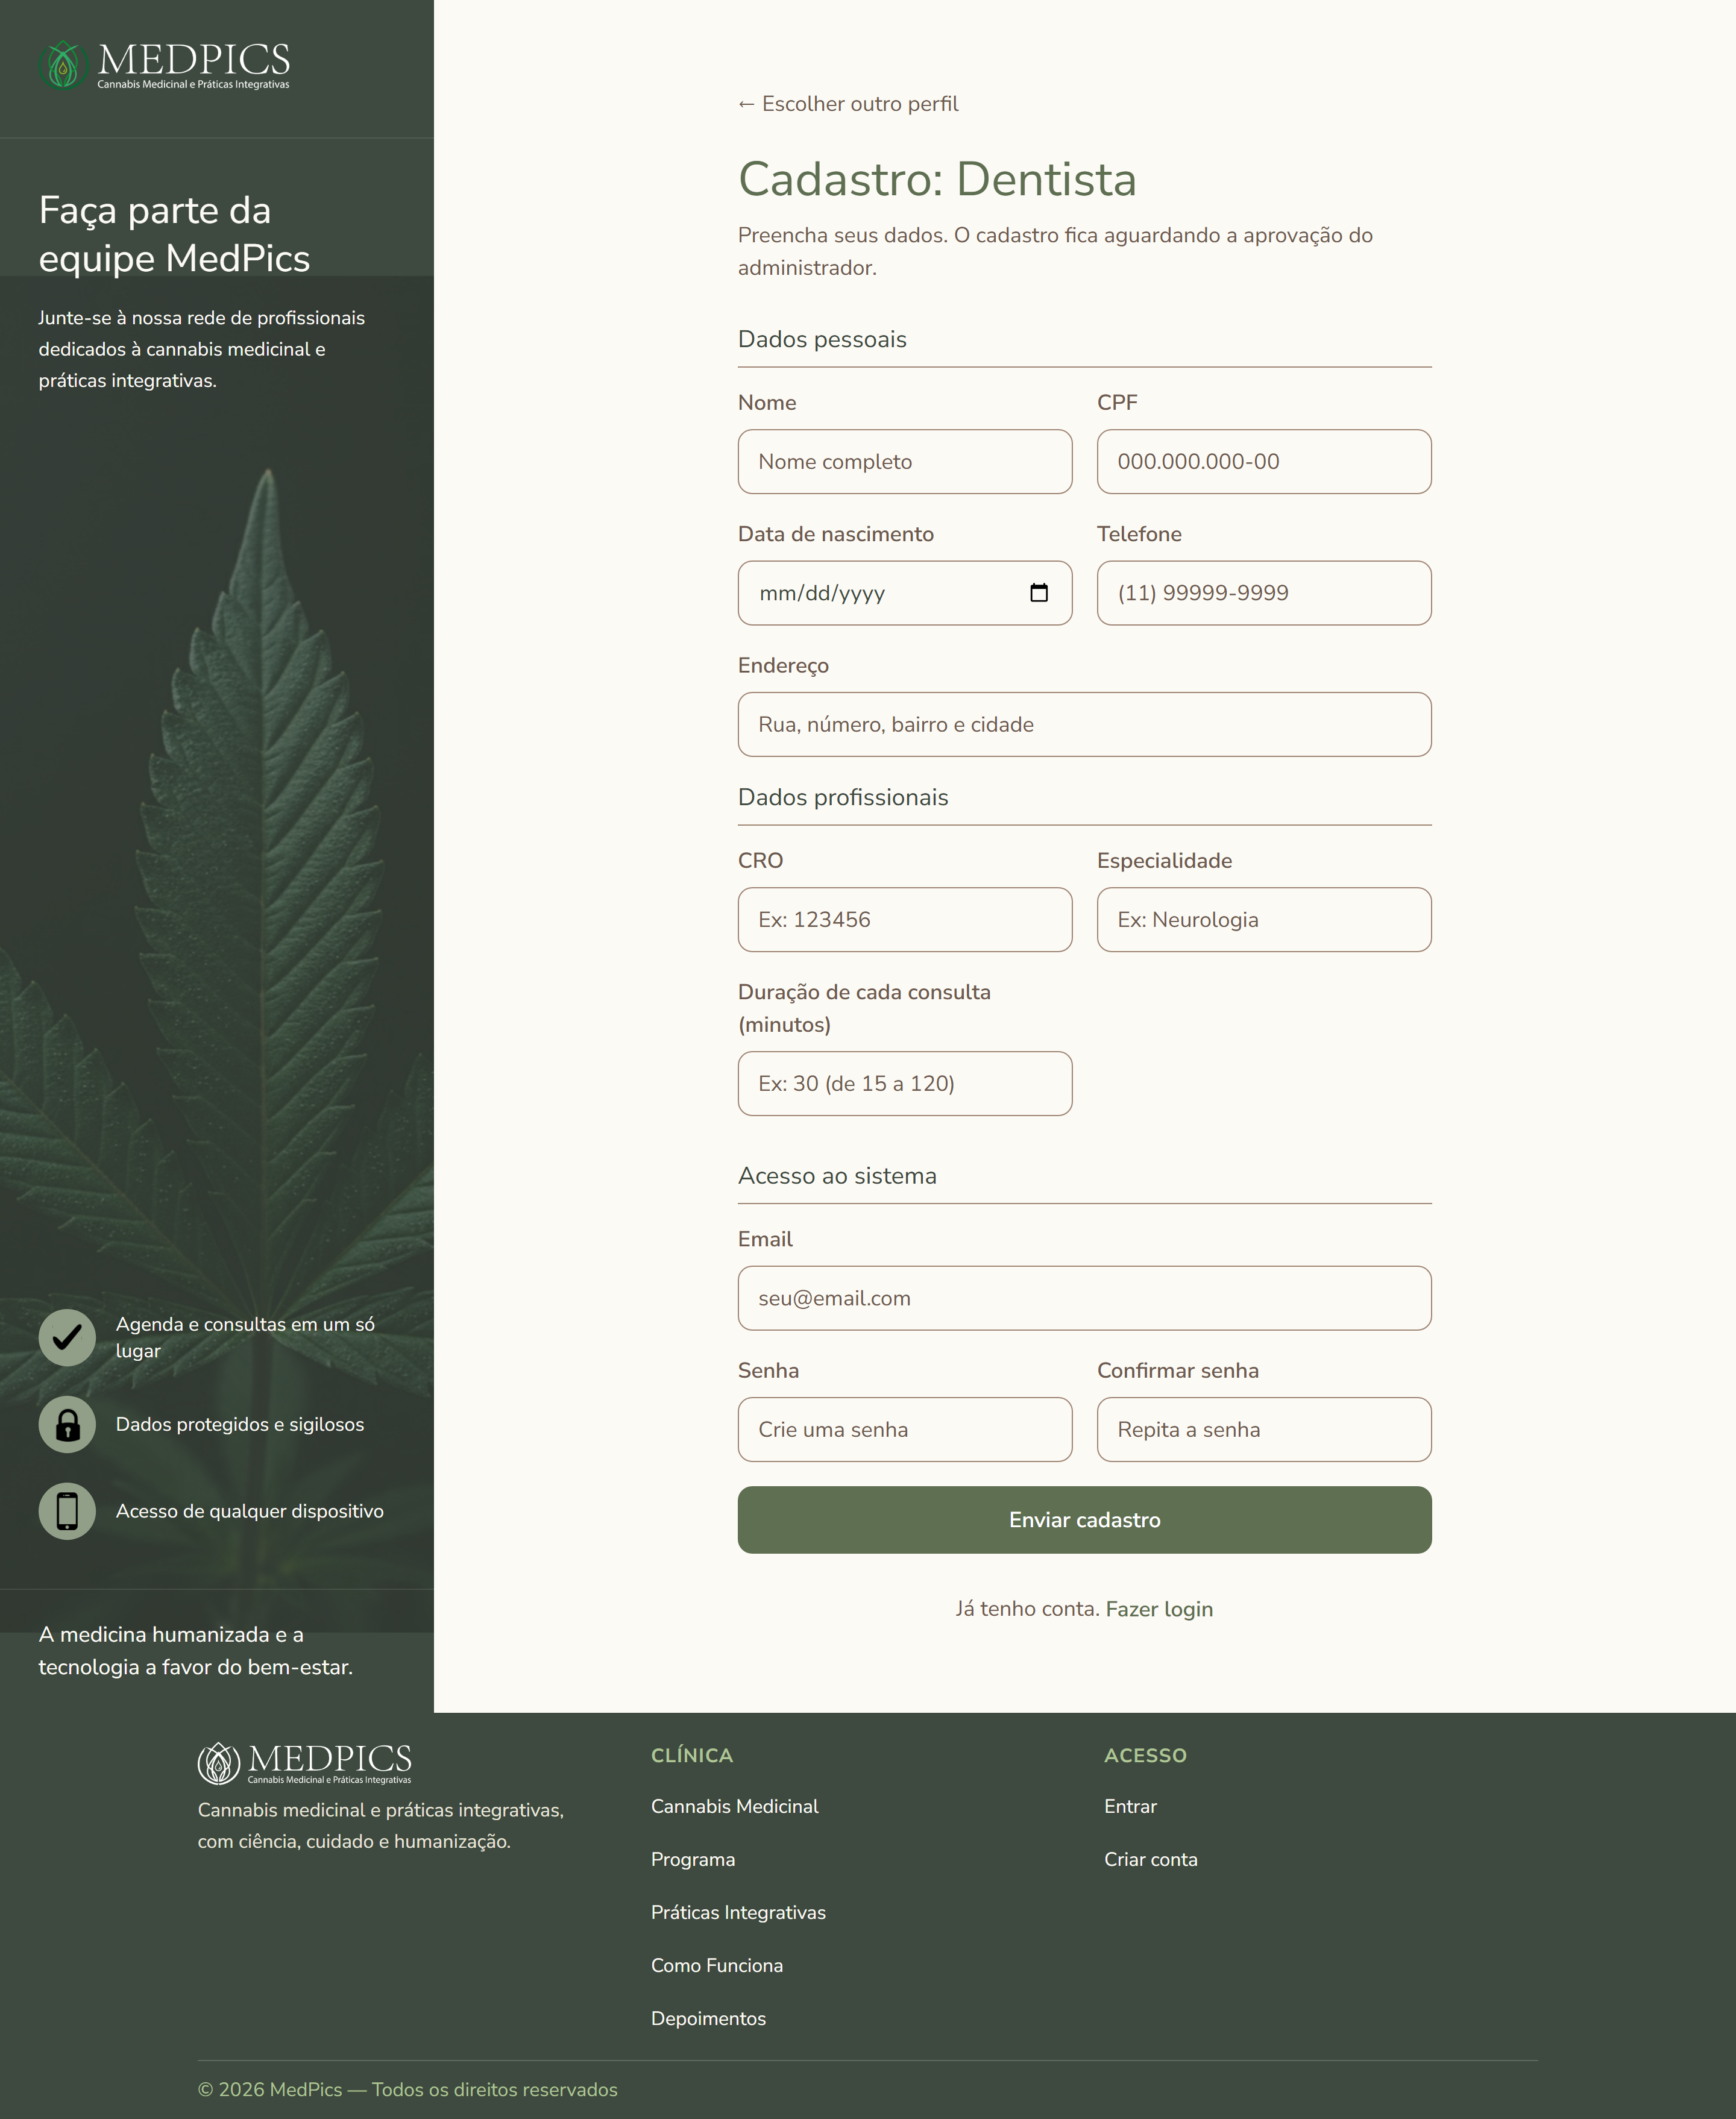 MEDPICS
Cannabis Medicinal e Práticas Integrativas
Faça parte da
equipe MedPics
Junte-se à nossa rede de profissionais
dedicados à cannabis medicinal e
práticas integrativas.
Agenda e consultas em um só
lugar
Dados protegidos e sigilosos
Acesso de qualquer dispositivo
A medicina humanizada e a
tecnologia a favor do bem-estar.
← Escolher outro perfil
Cadastro: Dentista
Preencha seus dados. O cadastro fica aguardando a aprovação do
administrador.
Dados pessoais
Nome
CPF
Nome completo
000.000.000-00
Data de nascimento
Telefone
mm/dd/yyyy
(11) 99999-9999
Endereço
Rua, número, bairro e cidade
Dados profissionais
CRO
Especialidade
Ex: 123456
Ex: Neurologia
Duração de cada consulta
(minutos)
Ex: 30 (de 15 a 120)
Acesso ao sistema
Email
seu@email.com
Senha
Confirmar senha
Crie uma senha
Repita a senha
Enviar cadastro
Já tenho conta. Fazer login
MEDPICS
Cannabis Medicinal e Práticas Integrativas
Cannabis medicinal e práticas integrativas,
com ciência, cuidado e humanização.
CLÍNICA
Cannabis Medicinal
Programa
Práticas Integrativas
Como Funciona
Depoimentos
ACESSO
Entrar
Criar conta
© 2026 MedPics — Todos os direitos reservados